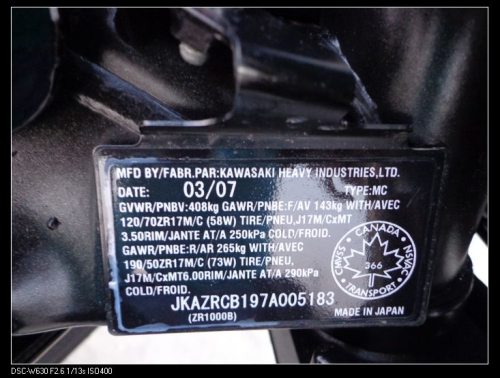 MFD BY/FABR.PAR:KAWASAKI HEAVY INDUSTRIES,LTD.
DATE: 03/07 TYPE:MC
GVWR/PNBV:408kg GAWR/PNBE:F/AV 143kg WITH/AVEC
120/70ZR17M/C (58W) TIRE/PNEU,J17M/CxMT
3.50RIM/JANTE AT/A 250kPa COLD/FROID.
GAWR/PNBE:R/AR 265kg WITH/AVEC
190/50ZR17M/C (73W) TIRE/PNEU,
J17M/CxMT6.00RIM/JANTE AT/A 290kPa
COLD/FROID.
JKAZRCB197A005183
(ZR1000B)
CANADA
CMVSS
NSVAC
366
TRANSPORT
MADE IN JAPAN
DSC-W630 F2.6 1/13s ISO400